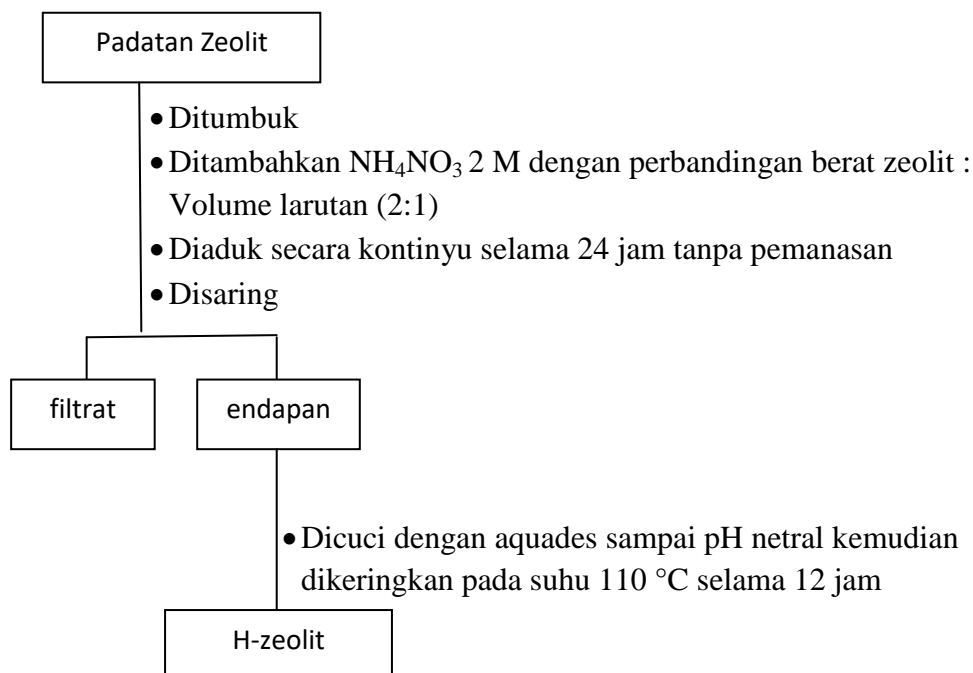 Padatan Zeolit
• Ditumbuk
• Ditambahkan NH₄NO₃ 2 M dengan perbandingan berat zeolit :
Volume larutan (2:1)
• Diaduk secara kontinyu selama 24 jam tanpa pemanasan
• Disaring
filtrat
endapan
• Dicuci dengan aquades sampai pH netral kemudian
dikeringkan pada suhu 110 °C selama 12 jam
H-zeolit